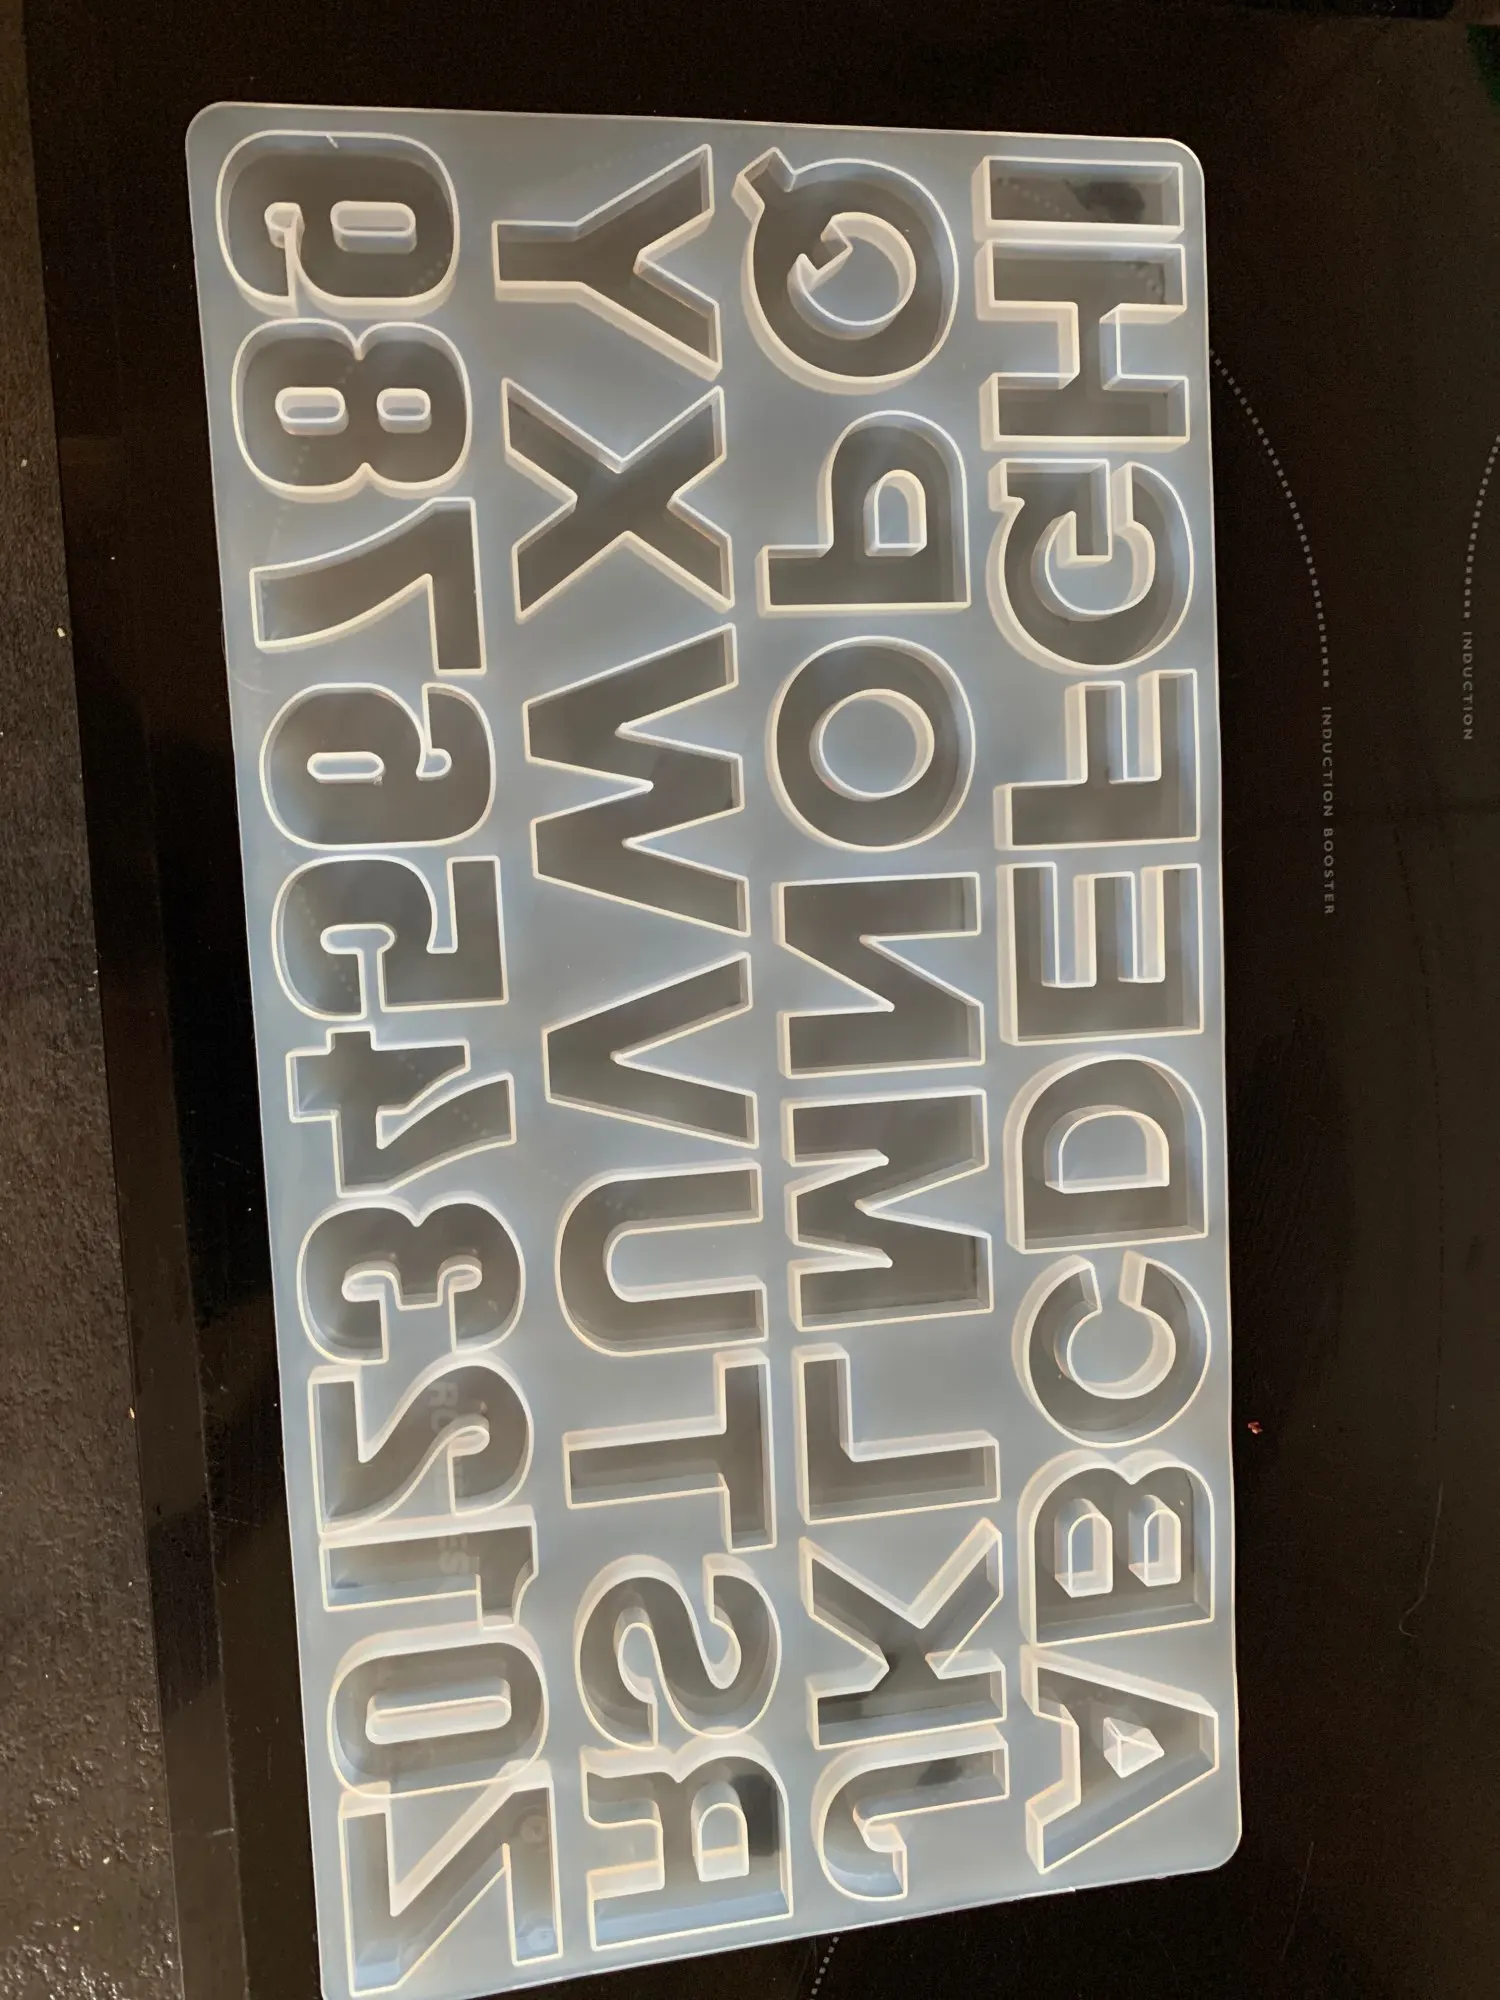 ABCDEFGHI
JKLMNOPQ
RSTUVWXY
Z0123456789
INDUCTION BOOSTER
INDUCTION